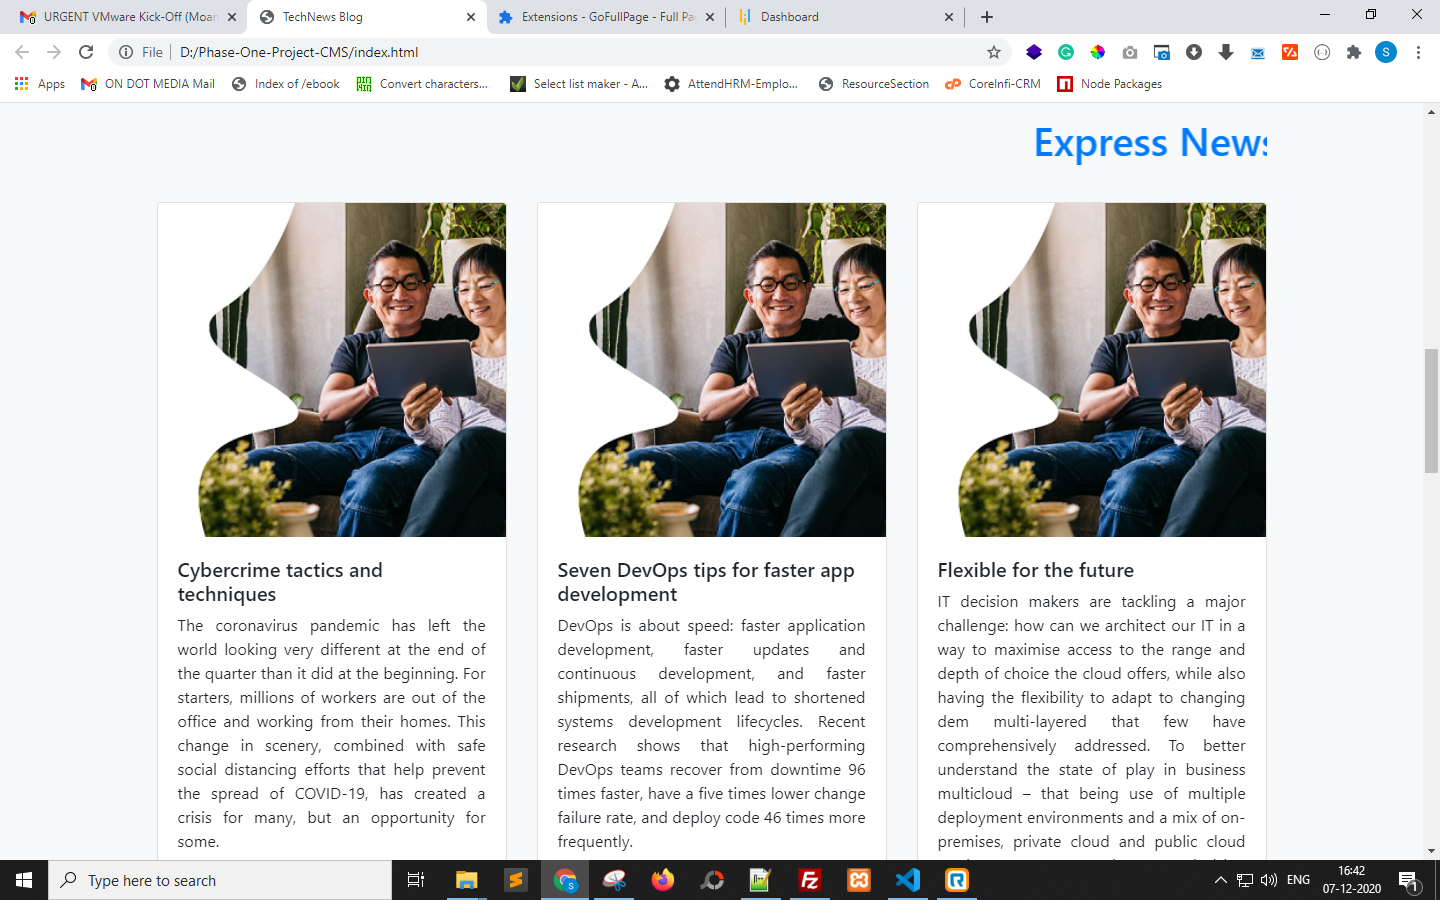 URGENT VMware Kick-Off (Moan
TechNews Blog
Extensions - GoFullPage - Full Pa
Dashboard
File
D:/Phase-One-Project-CMS/index.html
S
Apps
ON DOT MEDIA Mail
Index of /ebook
Convert characters...
Select list maker - A...
AttendHRM-Emplo...
ResourceSection
CoreInfi-CRM
Node Packages
Express News
Cybercrime tactics and
techniques
The coronavirus pandemic has left the
world looking very different at the end of
the quarter than it did at the beginning. For
starters, millions of workers are out of the
office and working from their homes. This
change in scenery, combined with safe
social distancing efforts that help prevent
the spread of COVID-19, has created a
crisis for many, but an opportunity for
some.
Seven DevOps tips for faster app
development
DevOps is about speed: faster application
development, faster updates and
continuous development, and faster
shipments, all of which lead to shortened
systems development lifecycles. Recent
research shows that high-performing
DevOps teams recover from downtime 96
times faster, have a five times lower change
failure rate, and deploy code 46 times more
frequently.
Flexible for the future
IT decision makers are tackling a major
challenge: how can we architect our IT in a
way to maximise access to the range and
depth of choice the cloud offers, while also
having the flexibility to adapt to changing
dem multi-layered that few have
comprehensively addressed. To better
understand the state of play in business
multicloud – that being use of multiple
deployment environments and a mix of on-
premises, private cloud and public cloud
Type here to search
ENG
16:42
07-12-2020
1